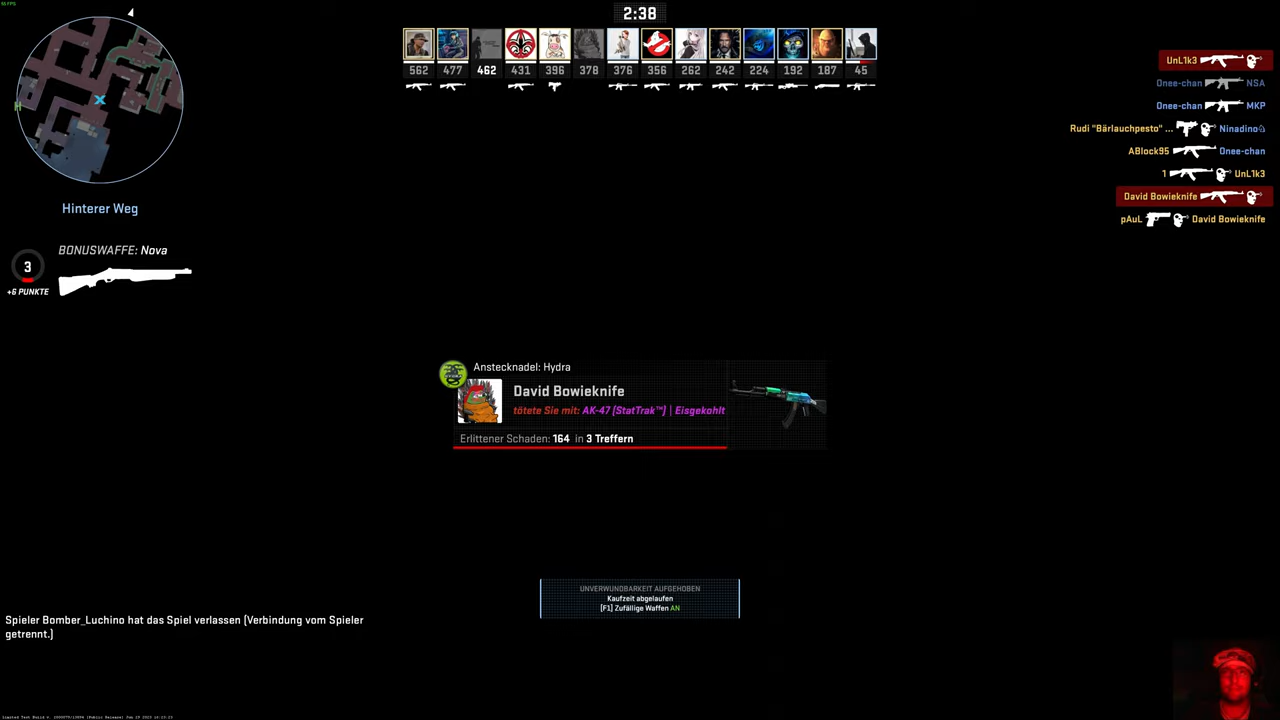 55 FPS
2:38
562 477 462 431 396 378 376 356 262 242 224 192 187 45
UnL1k3
Onee-chan NSA
Onee-chan MKP
Rudi "Bärlauchpesto" ... Ninadino
ABlock95 Onee-chan
1 UnL1k3
David Bowieknife
pAuL David Bowieknife
H
Hinterer Weg
BONUSWAFFE: Nova
3
+6 PUNKTE
Anstecknadel: Hydra
David Bowieknife
tötete Sie mit: AK-47 (StatTrak™) | Eisgekohlt
Erlittener Schaden: 164 in 3 Treffern
UNVERWUNDBARKEIT AUFGEHOBEN
Kaufzeit abgelaufen
[F1] Zufällige Waffen AN
Spieler Bomber_Luchino hat das Spiel verlassen (Verbindung vom Spieler
getrennt.)